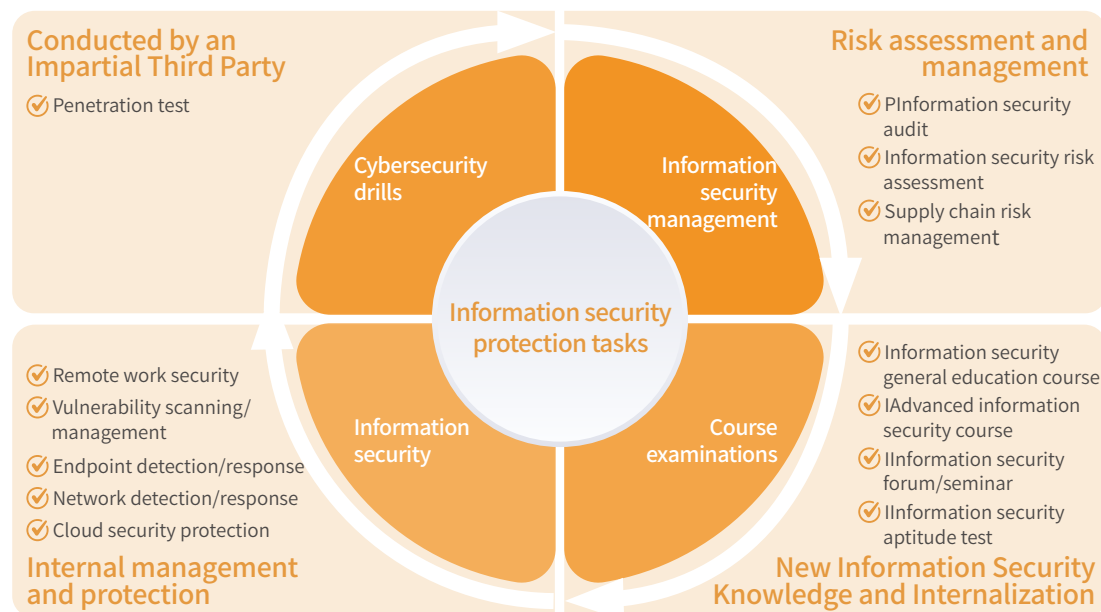 Conducted by an
Impartial Third Party
Penetration test
Risk assessment and
management
PInformation security
audit
Information security risk
assessment
Supply chain risk
management
Cybersecurity
drills
Information
security
management
Information security
protection tasks
Information
security
Course
examinations
Remote work security
Vulnerability scanning/
management
Endpoint detection/response
Network detection/response
Cloud security protection
Internal management
and protection
Information security
general education course
IAdvanced information
security course
IInformation security
forum/seminar
IInformation security
aptitude test
New Information Security
Knowledge and Internalization